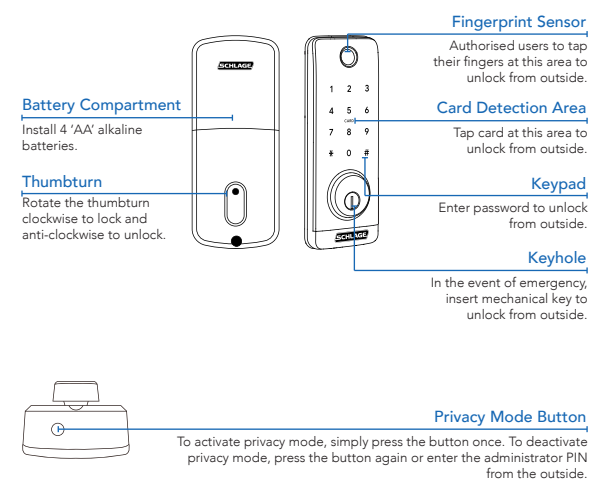 Fingerprint Sensor
Authorised users to tap
their fingers at this area to
unlock from outside.
SCHLAGE
Battery Compartment
Install 4 ‘AA’ alkaline
batteries.
Thumbturn
Rotate the thumbturn
clockwise to lock and
anti-clockwise to unlock.
1 2 3
4 5 6
CARD
7 8 9
* 0 #
SCHLAGE
Card Detection Area
Tap card at this area to
unlock from outside.
Keypad
Enter password to unlock
from outside.
Keyhole
In the event of emergency,
insert mechanical key to
unlock from outside.
Privacy Mode Button
To activate privacy mode, simply press the button once. To deactivate
privacy mode, press the button again or enter the administrator PIN
from the outside.